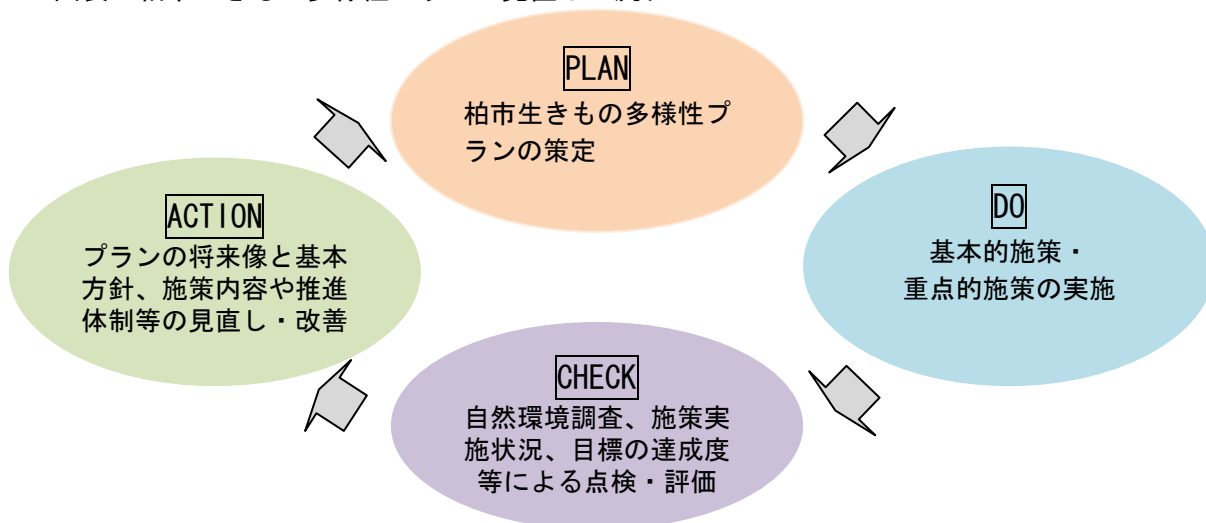 PLAN
柏市生きもの多様性プ
ランの策定
ACTION
プランの将来像と基本
方針、施策内容や推進
体制等の見直し・改善
DO
基本的施策・
重点的施策の実施
CHECK
自然環境調査、施策実
施状況、目標の達成度
等による点検・評価